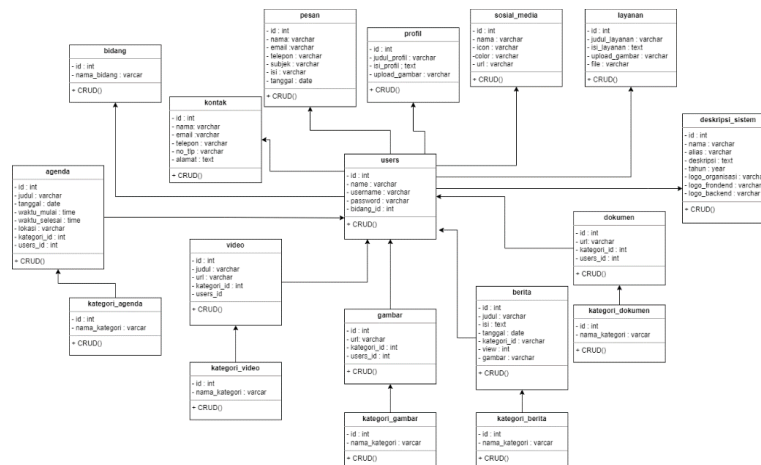 pesan
- id : int
- nama: varchar
- email :varchar
- telepon : varchar
- subjek : varchar
- isi : varchar
- tanggal : date
+ CRUD()
profil
- id : int
- judul_profil : varchar
- isi_profil : text
- upload_gambar : varchar
+ CRUD()
sosial_media
- id : int
- nama : varchar
- icon : varchar
-color : varchar
- url : varchar
+ CRUD()
layanan
- id : int
- judul_layanan : varchar
- isi_layanan : text
- upload_gambar : varchar
- file : varchar
+ CRUD()
bidang
- id : int
- nama_bidang : varcar
+ CRUD()
kontak
- id : int
- nama: varchar
- email : varchar
- telepon : varchar
- no_tlp : varchar
- alamat : text
+ CRUD()
deskripsi_sistem
- id : int
- nama : varchar
- alias : varchar
- deskripsi : text
- tahun : year
- logo_organisasi : varchar
- logo_frondend : varchar
- logo_backend : varchar
+ CRUD()
users
- id : int
- name : varchar
- username : varchar
- password : varchar
- bidang_id : int
+ CRUD()
agenda
- id : int
- judul : varchar
- tanggal : date
- waktu_mulai : time
- waktu_selesai : time
- lokasi : varchar
- kategori_id : int
- users_id : int
+ CRUD()
dokumen
- id : int
- url : varchar
- kategori_id : int
- users_id : int
+ CRUD()
video
- id : int
- judul : varchar
- url : varchar
- kategori_id : int
- users_id
+ CRUD()
berita
- id : int
- judul : varchar
- isi : text
- tanggal : date
- kategori_id : varchar
- view : int
- gambar : varchar
+ CRUD()
kategori_agenda
- id : int
- nama_kategori : varcar
+ CRUD()
gambar
- id : int
- url: varchar
- kategori_id : int
- users_id : int
+ CRUD()
kategori_dokumen
- id : int
- nama_kategori : varcar
+ CRUD()
kategori_video
- id : int
- nama_kategori : varcar
+ CRUD()
kategori_gambar
- id : int
- nama_kategori : varcar
+ CRUD()
kategori_berita
- id : int
- nama_kategori : varcar
+ CRUD()